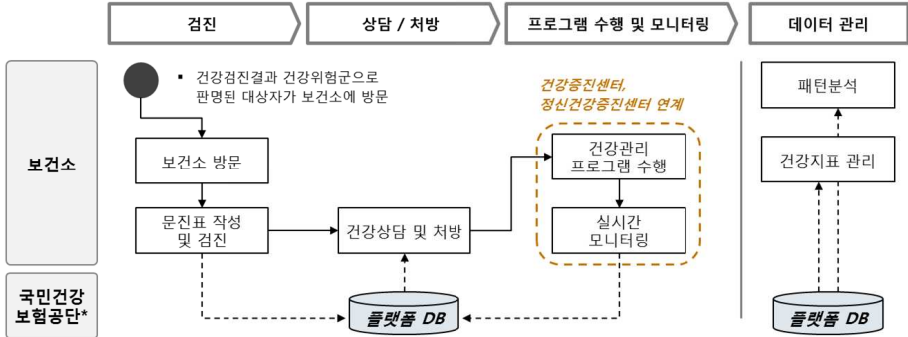 검진
상담 / 처방
프로그램 수행 및 모니터링
데이터 관리
보건소
▪ 건강검진결과 건강위험군으로
판명된 대상자가 보건소에 방문
보건소 방문
문진표 작성
및 검진
건강상담 및 처방
건강증진센터,
정신건강증진센터 연계
건강관리
프로그램 수행
실시간
모니터링
패턴분석
건강지표 관리
국민건강
보험공단*
플랫폼 DB
플랫폼 DB